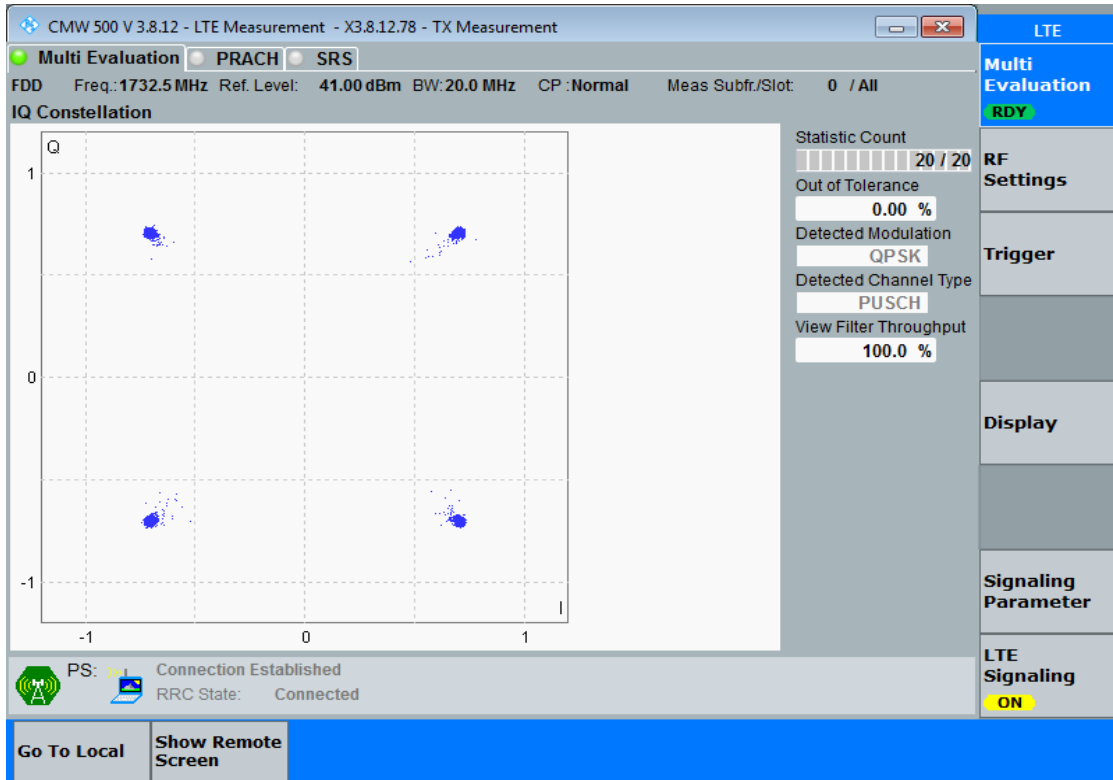 CMW 500 V 3.8.12 - LTE Measurement - X3.8.12.78 - TX Measurement
LTE
Multi Evaluation PRACH SRS
Multi
Evaluation
RDY
FDD Freq.:1732.5 MHz Ref. Level: 41.00 dBm BW:20.0 MHz CP :Normal Meas Subfr./Slot: 0 / All
IQ Constellation
Q
1
0
-1
-1 0 1
I
Statistic Count
20 / 20
Out of Tolerance
0.00 %
Detected Modulation
QPSK
Detected Channel Type
PUSCH
View Filter Throughput
100.0 %
RF
Settings
Trigger
Display
Signaling
Parameter
LTE
Signaling
ON
PS: Connection Established
RRC State: Connected
Go To Local
Show Remote
Screen